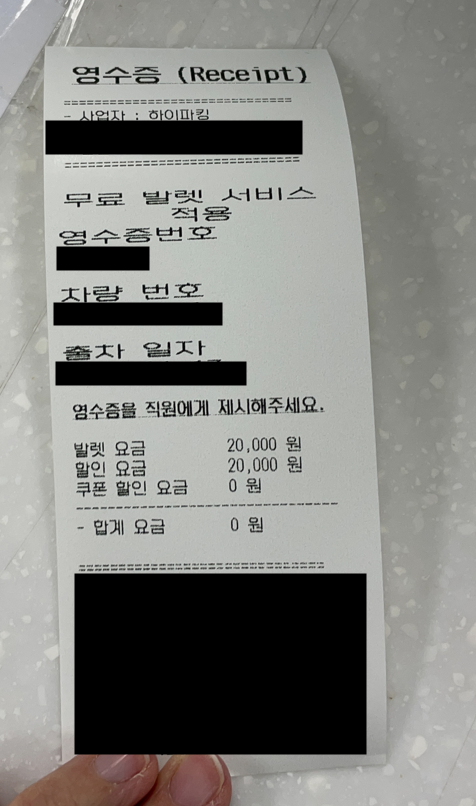 영수증 (Receipt)
================================
- 사업자 : 하이파킹
================================
무료 발렛 서비스
적용
영수증번호
차량 번호
출차 일자
영수증을 직원에게 제시해주세요.
발렛 요금 20,000 원
할인 요금 20,000 원
쿠폰 할인 요금 0 원
--------------------------------
- 합계 요금 0 원
================================